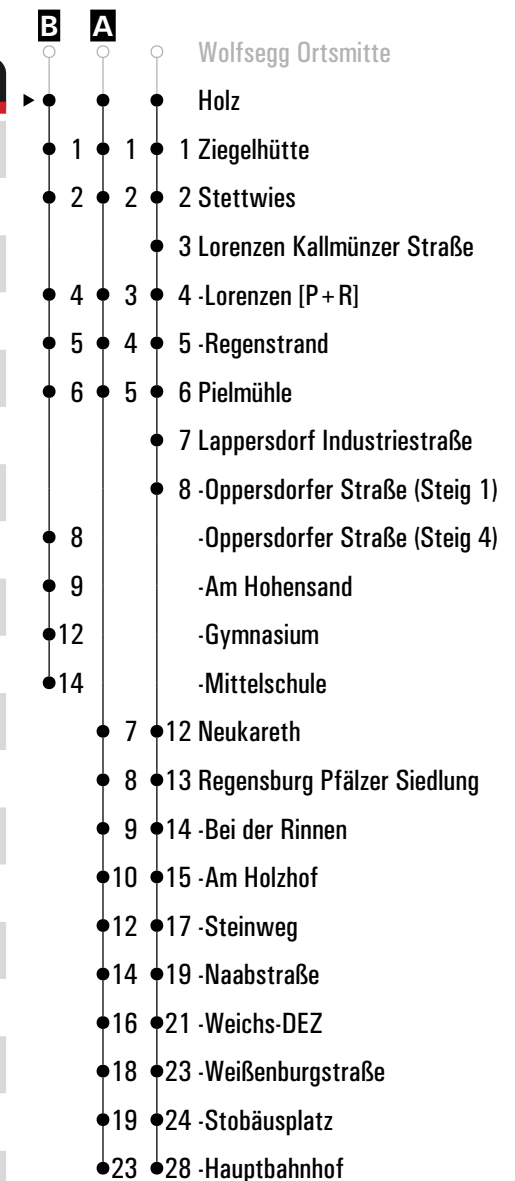 B A
Wolfsegg Ortsmitte
Holz
1 1 1 Ziegelhütte
2 2 2 Stettwies
3 Lorenzen Kallmünzer Straße
4 3 4 -Lorenzen [P+R]
5 4 5 -Regenstrand
6 5 6 Pielmühle
7 Lappersdorf Industriestraße
8 -Oppersdorfer Straße (Steig 1)
8 -Oppersdorfer Straße (Steig 4)
9 -Am Hohensand
12 -Gymnasium
14 -Mittelschule
7 12 Neukareth
8 13 Regensburg Pfälzer Siedlung
9 14 -Bei der Rinnen
10 15 -Am Holzhof
12 17 -Steinweg
14 19 -Naabstraße
16 21 -Weichs-DEZ
18 23 -Weißenburgstraße
19 24 -Stobäusplatz
23 28 -Hauptbahnhof